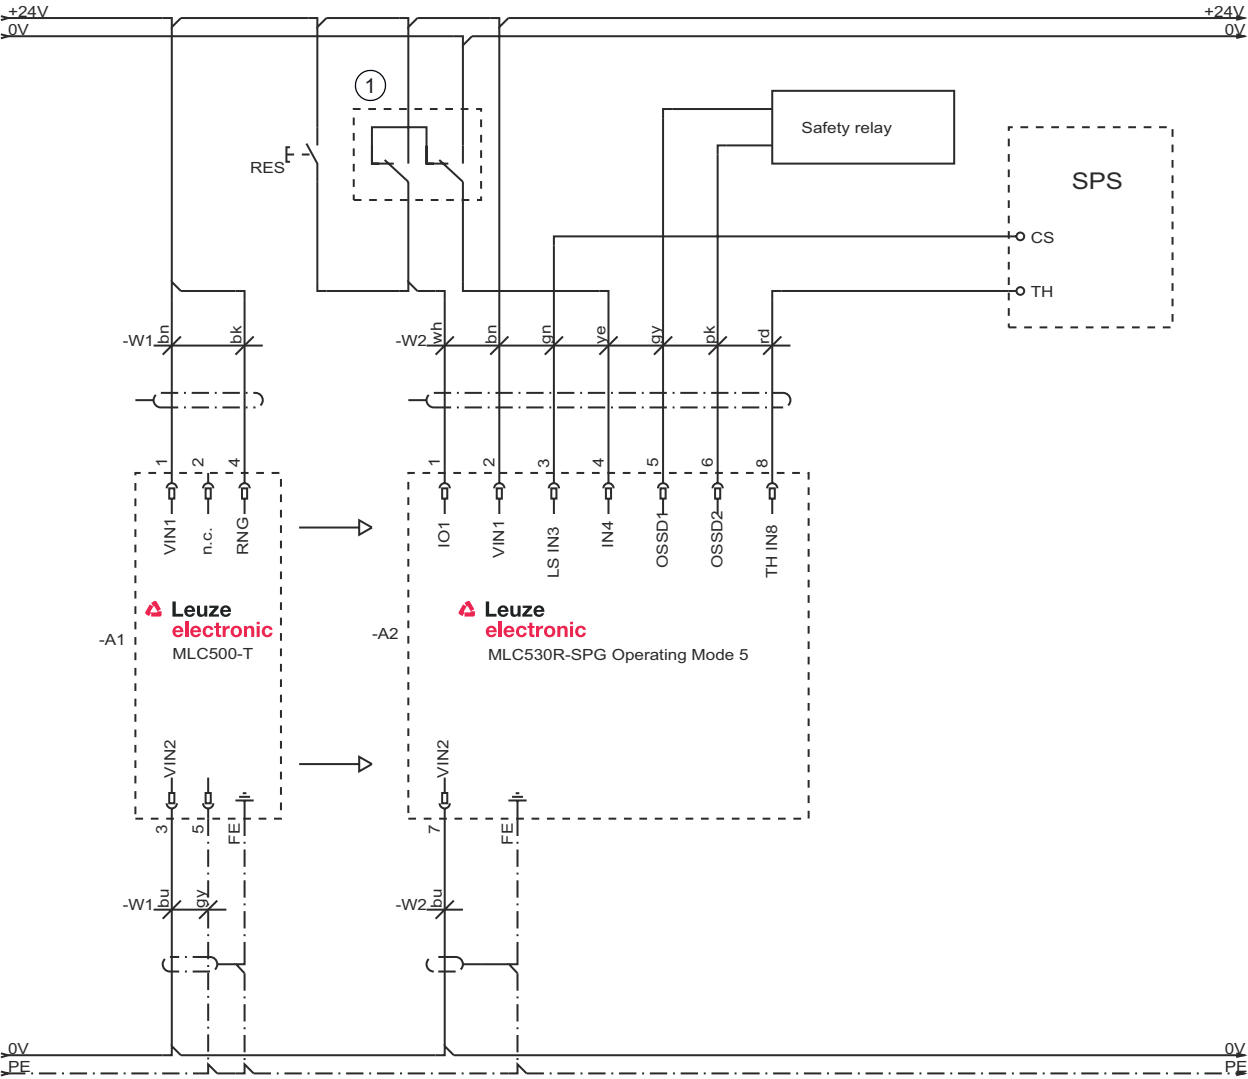 +24V
+24V
0V
0V
1
RES
Safety relay
SPS
CS
TH
-W1
bn
bk
-W2
wh
bn
gn
ye
gy
pk
rd
1
2
4
1
2
3
4
5
6
8
VIN1
n.c.
RNG
IO1
VIN1
LS IN3
IN4
OSSD1
OSSD2
TH IN8
Leuze
electronic
MLC500-T
-A1
Leuze
electronic
MLC530R-SPG Operating Mode 5
-A2
VIN2
VIN2
3
5
FE
7
FE
-W1
bu
gy
-W2
bu
0V
0V
PE
PE